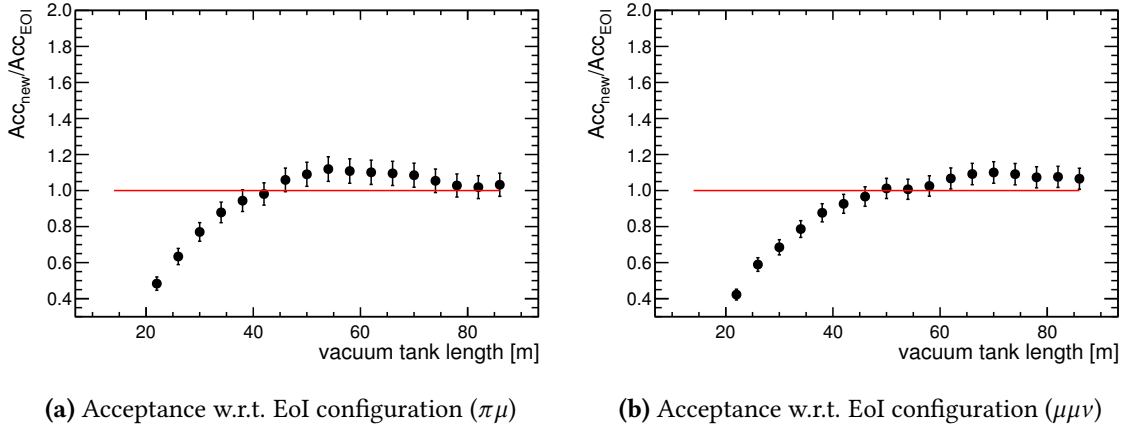 2.0
1.8
1.6
1.4
1.2
1.0
0.8
0.6
0.4
Acc_new/Acc_EOI
20 40 60 80
vacuum tank length [m]
(a) Acceptance w.r.t. EoI configuration (πμ)
2.0
1.8
1.6
1.4
1.2
1.0
0.8
0.6
0.4
Acc_new/Acc_EOI
20 40 60 80
vacuum tank length [m]
(b) Acceptance w.r.t. EoI configuration (μμν)